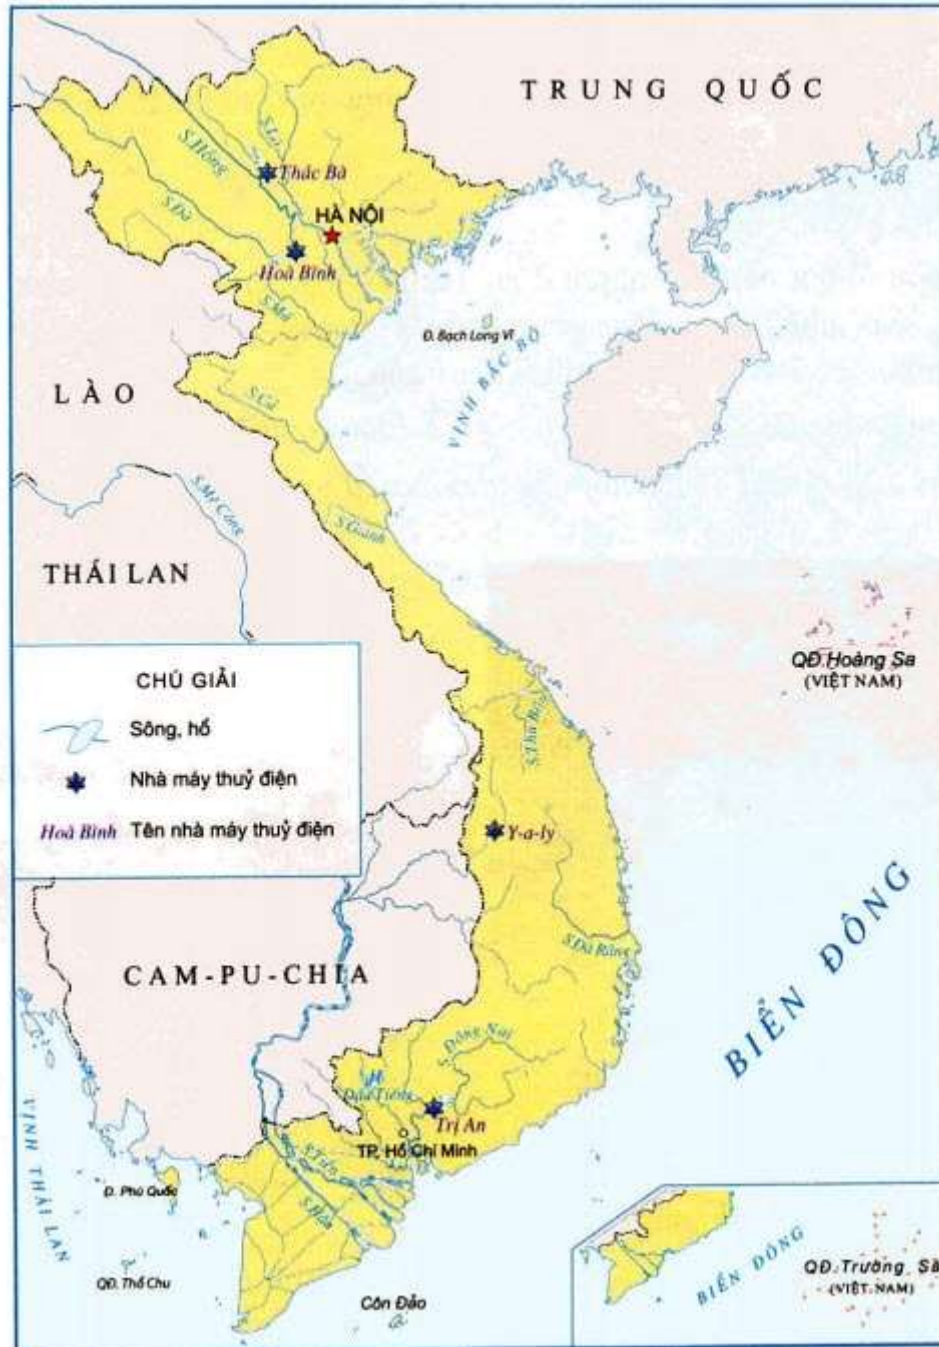 TRUNG QUỐC
S.Hồng
S.Lô
Thác Bà
S.Đà
HÀ NỘI
Hoà Bình
S.Mã
Đ. Bạch Long Vĩ
VỊNH BẮC BỘ
LÀO
S.Cả
S.Mê Công
S.Gianh
THÁI LAN
QĐ.Hoàng Sa
(VIỆT NAM)
CHÚ GIẢI
Sông, hồ
Nhà máy thuỷ điện
Hoà Bình Tên nhà máy thuỷ điện
S.Thu Bồn
Y-a-ly
S.Đà Rằng
CAM-PU-CHIA
BIỂN ĐÔNG
S.Đồng Nai
Dầu Tiếng
Trị An
TP. Hồ Chí Minh
S.Tiền
S.Hậu
VỊNH THÁI LAN
Đ. Phú Quốc
QĐ. Thổ Chu
Côn Đảo
BIỂN ĐÔNG
QĐ.Trường Sa
(VIỆT NAM)